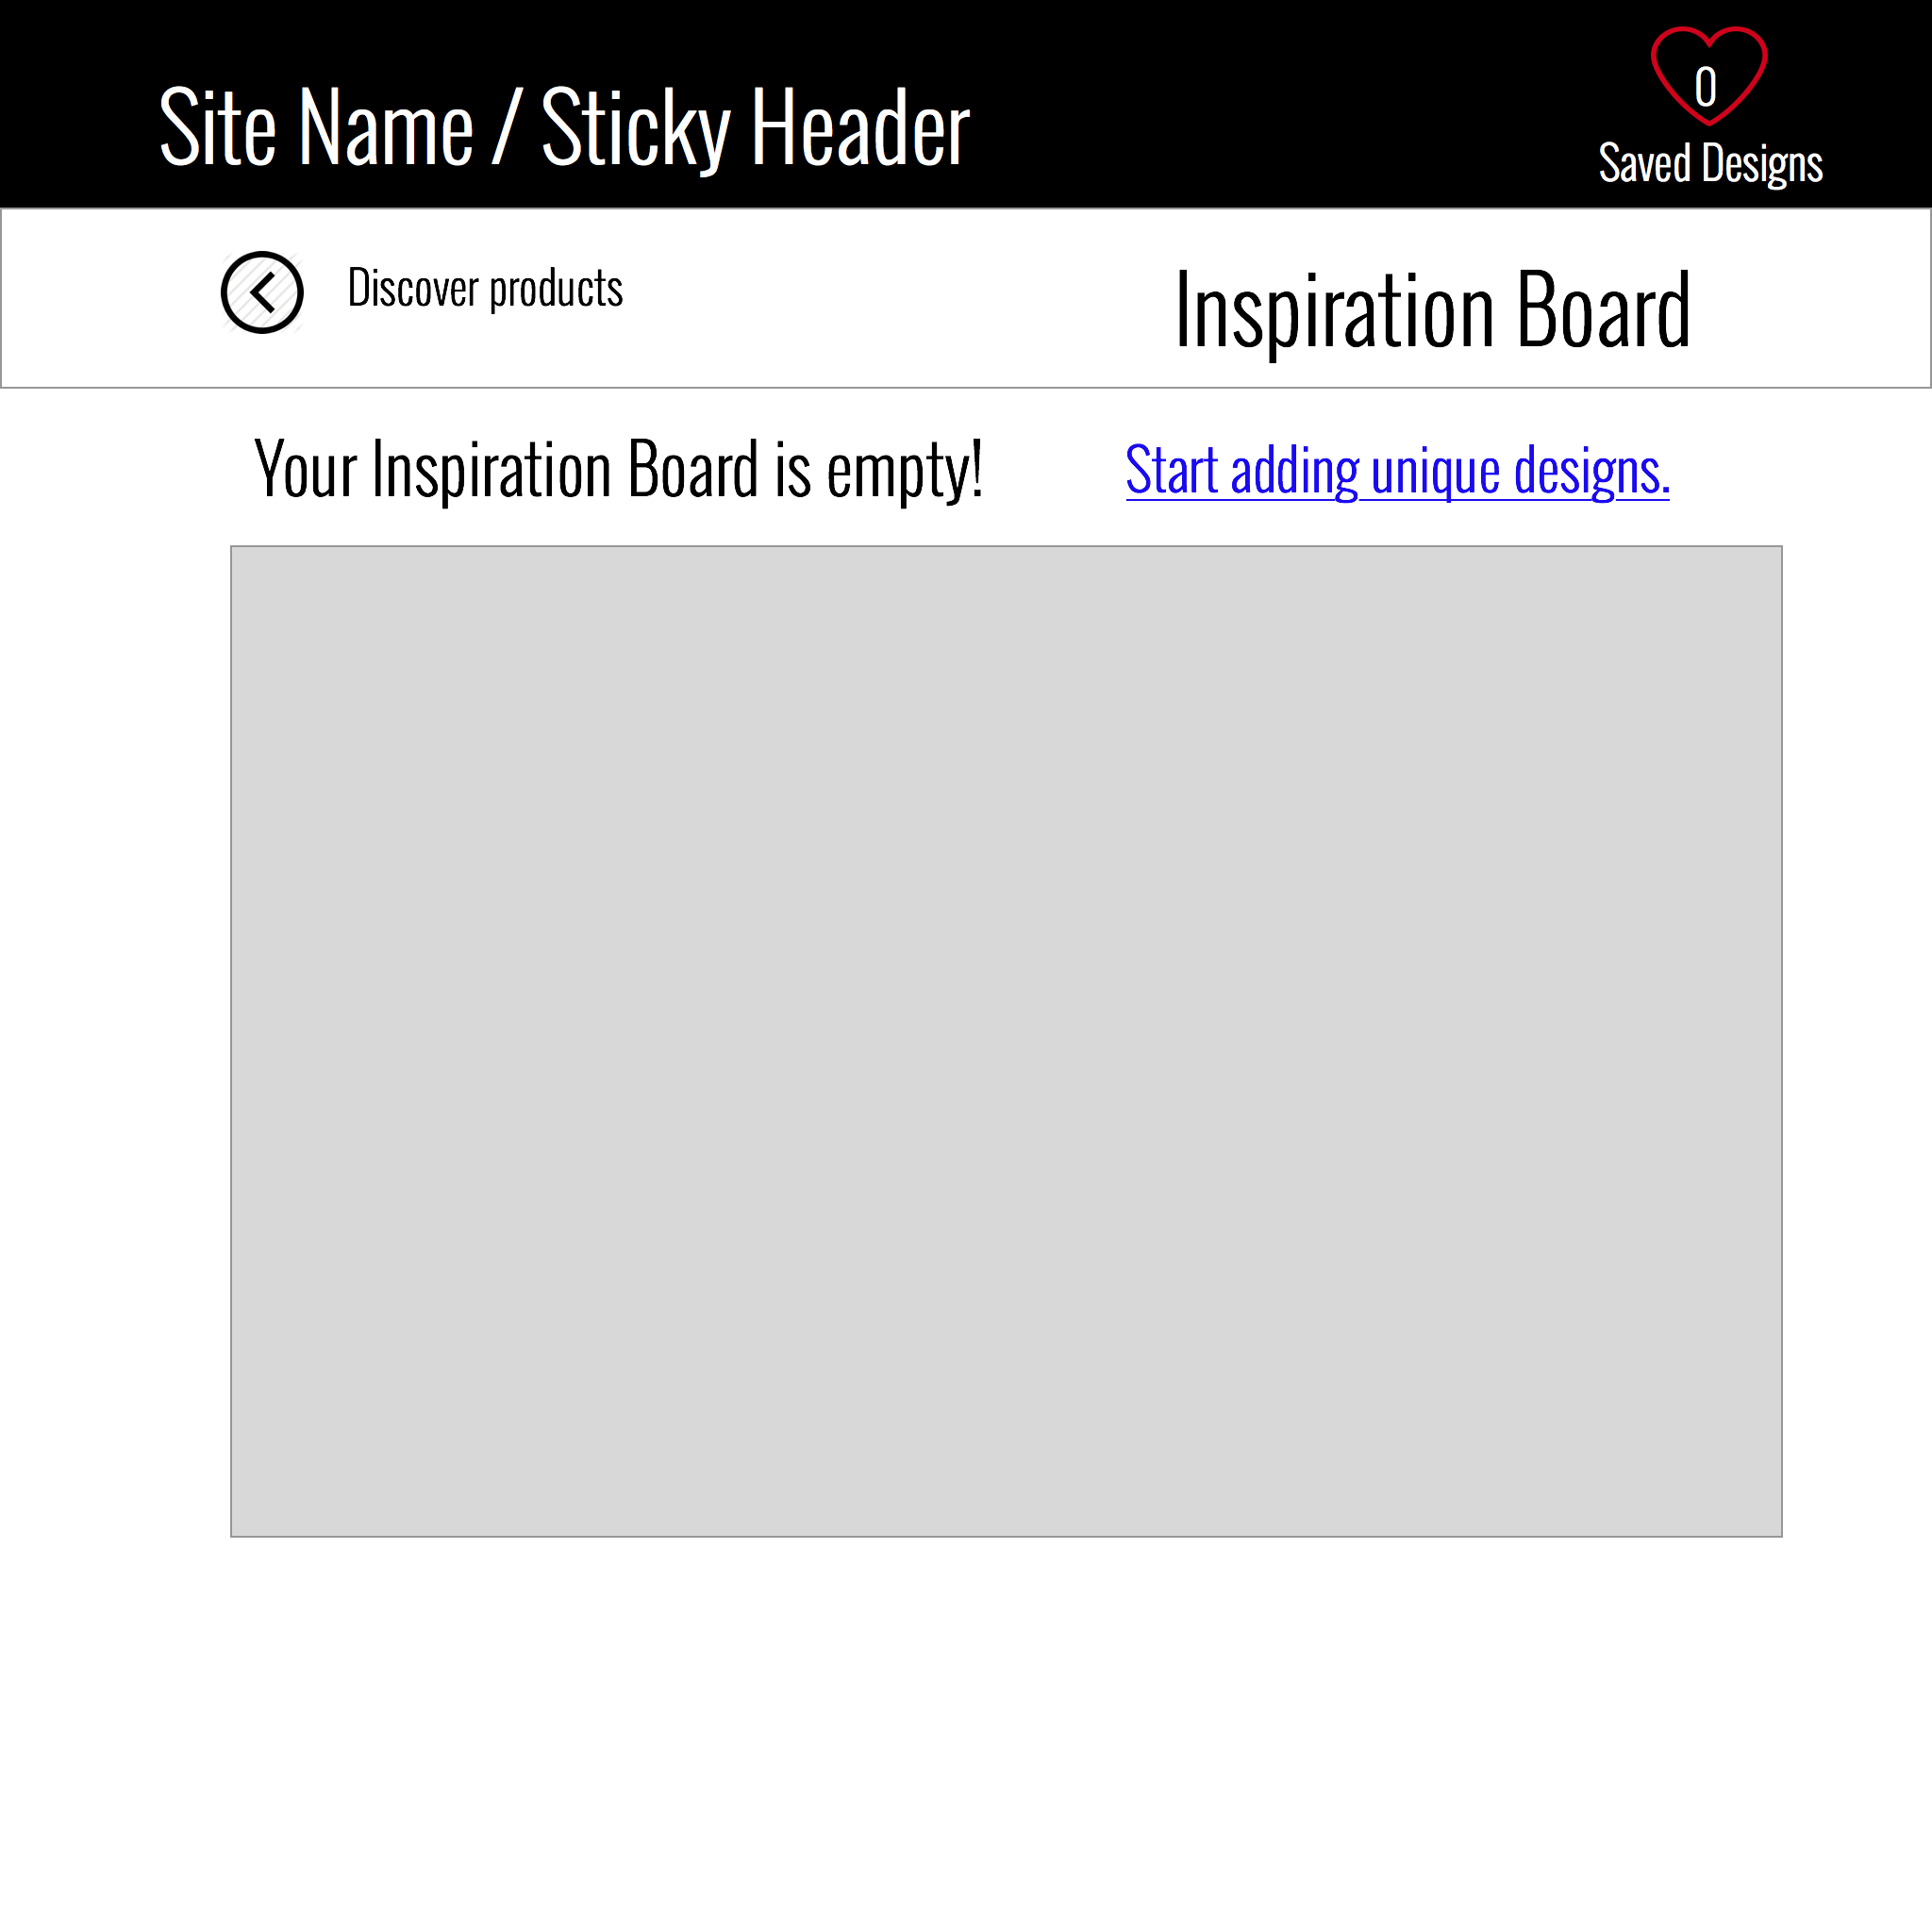 0
Site Name / Sticky Header
Saved Designs
Discover products
Inspiration Board
Your Inspiration Board is empty!
Start adding unique designs.